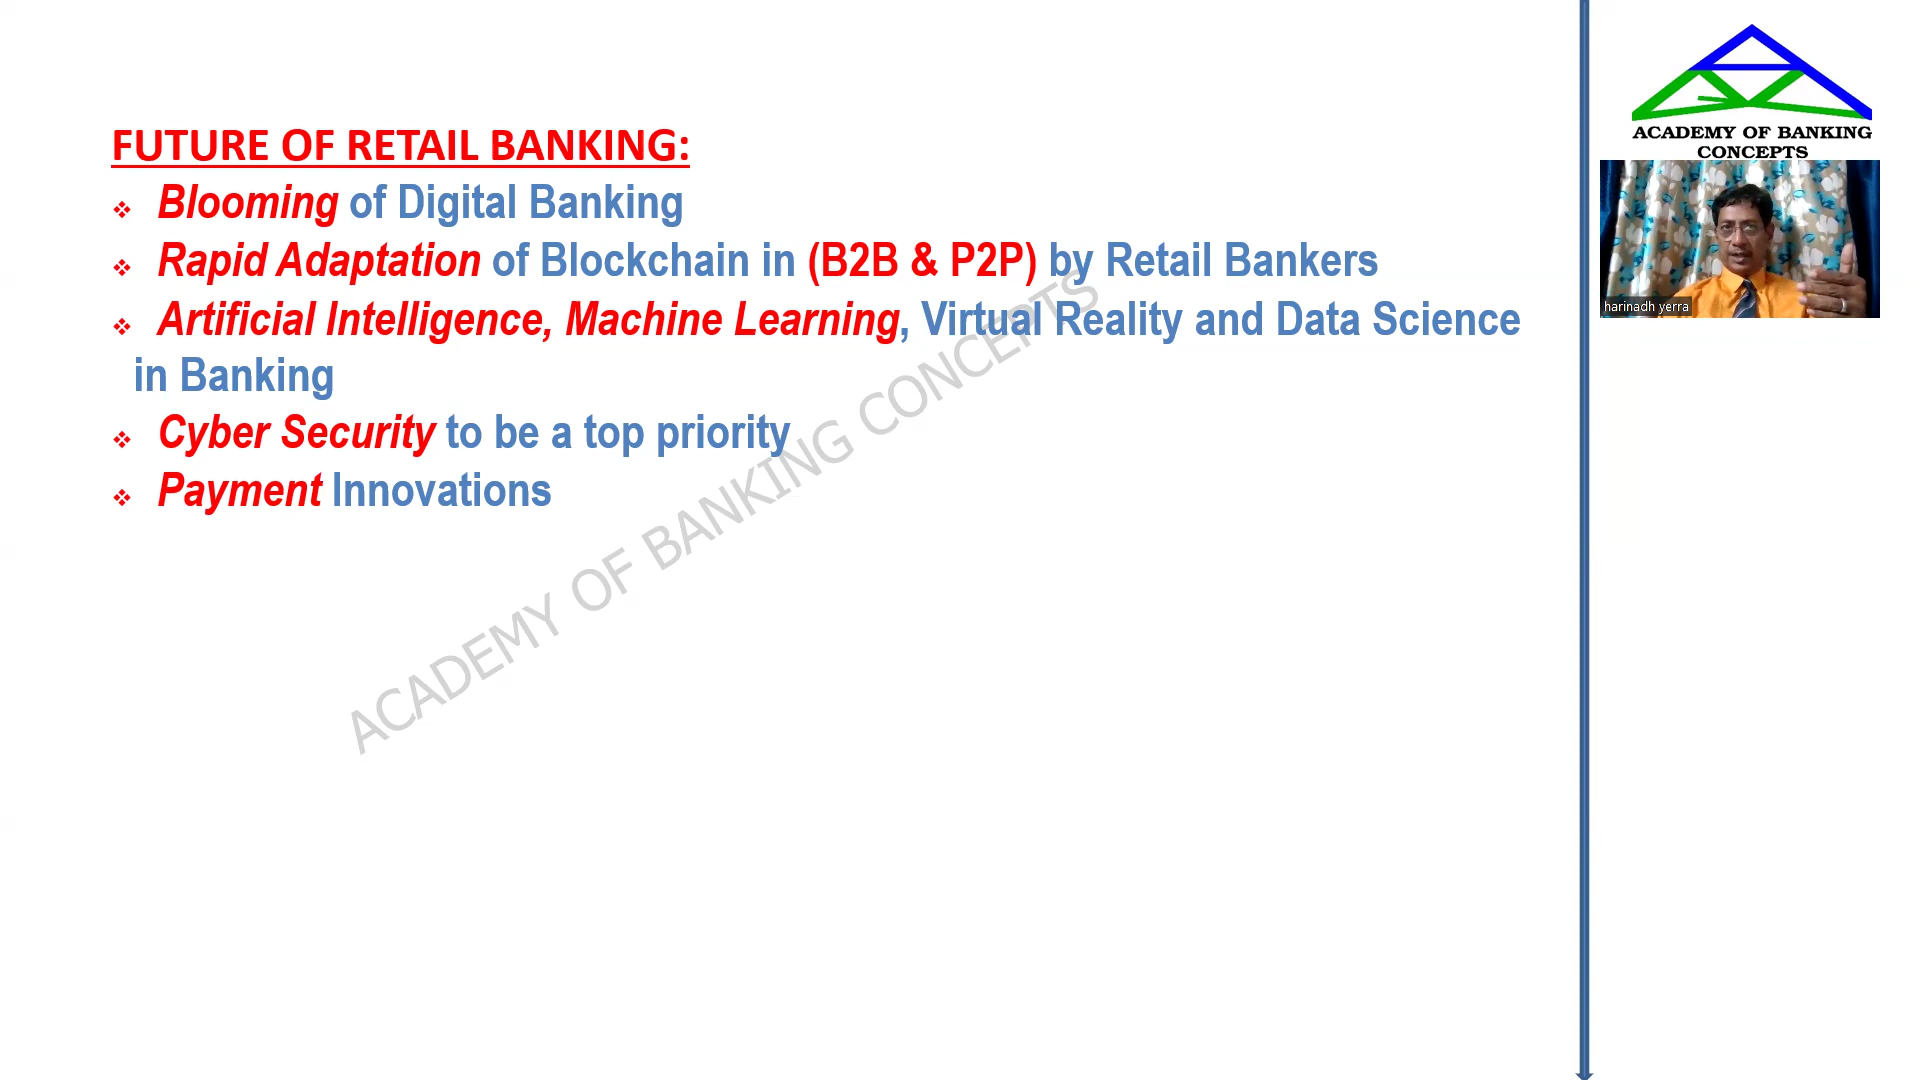 FUTURE OF RETAIL BANKING:
❖ Blooming of Digital Banking
❖ Rapid Adaptation of Blockchain in (B2B & P2P) by Retail Bankers
❖ Artificial Intelligence, Machine Learning, Virtual Reality and Data Science
in Banking
❖ Cyber Security to be a top priority
❖ Payment Innovations
ACADEMY OF BANKING CONCEPTS
ACADEMY OF BANKING
CONCEPTS
harinadh yerra